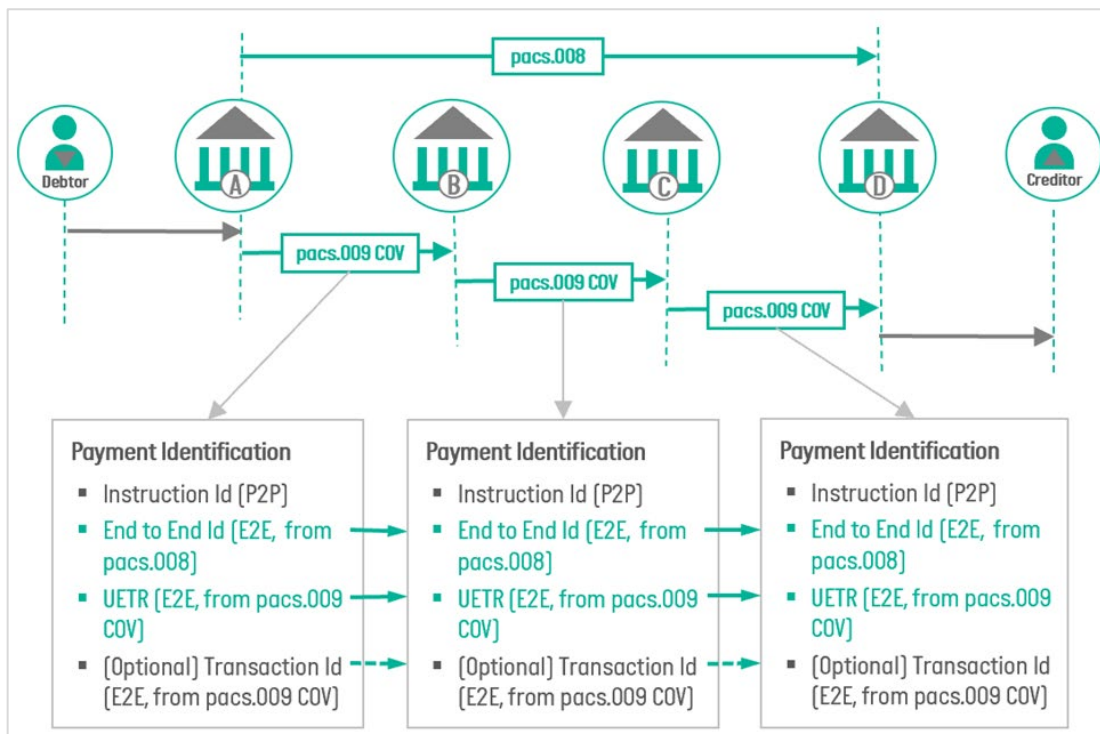 pacs.008
Debtor
A
B
C
D
Creditor
pacs.009 COV
pacs.009 COV
pacs.009 COV
Payment Identification
▪ Instruction Id (P2P)
▪ End to End Id (E2E, from
pacs.008)
▪ UETR (E2E, from pacs.009
COV)
▪ (Optional) Transaction Id
(E2E, from pacs.009 COV)
Payment Identification
▪ Instruction Id (P2P)
▪ End to End Id (E2E, from
pacs.008)
▪ UETR (E2E, from pacs.009
COV)
▪ (Optional) Transaction Id
(E2E, from pacs.009 COV)
Payment Identification
▪ Instruction Id (P2P)
▪ End to End Id (E2E, from
pacs.008)
▪ UETR (E2E, from pacs.009
COV)
▪ (Optional) Transaction Id
(E2E, from pacs.009 COV)